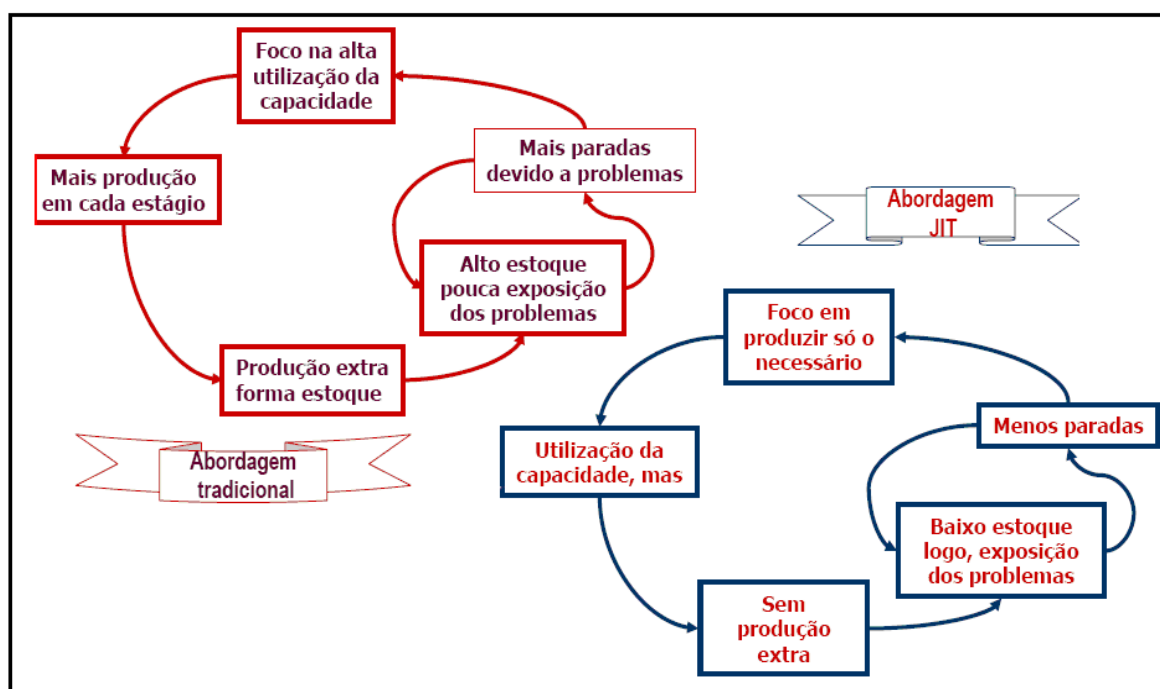 Foco na alta
utilização da
capacidade
Mais paradas
devido a problemas
Mais produção
em cada estágio
Alto estoque
pouca exposição
dos problemas
Produção extra
forma estoque
Abordagem
tradicional
Abordagem
JIT
Foco em
produzir só o
necessário
Menos paradas
Utilização da
capacidade, mas
Baixo estoque
logo, exposição
dos problemas
Sem
produção
extra